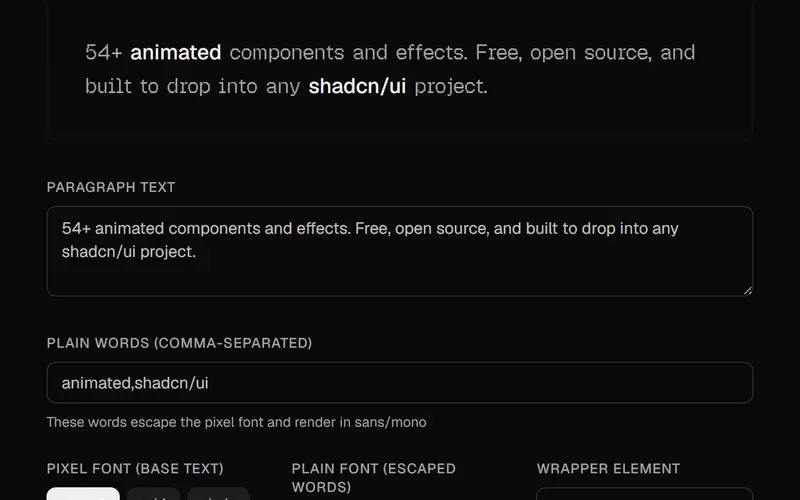 54+ animated components and effects. Free, open source, and
built to drop into any shadcn/ui project.
PARAGRAPH TEXT
54+ animated components and effects. Free, open source, and built to drop into any
shadcn/ui project.
PLAIN WORDS (COMMA-SEPARATED)
animated,shadcn/ui
These words escape the pixel font and render in sans/mono
PIXEL FONT (BASE TEXT)
PLAIN FONT (ESCAPED
WORDS)
WRAPPER ELEMENT